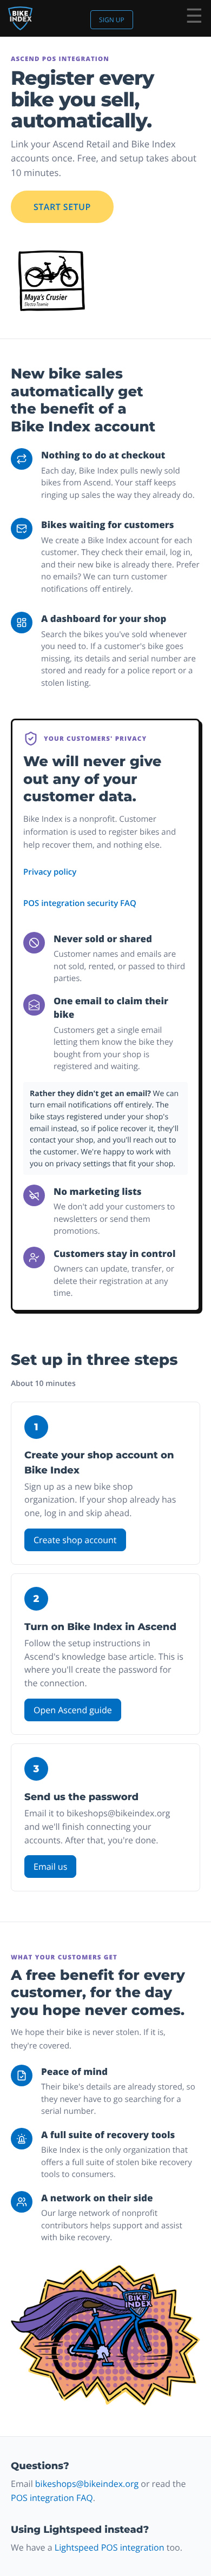 BIKE
INDEX
SIGN UP
ASCEND POS INTEGRATION
Register every
bike you sell,
automatically.
Link your Ascend Retail and Bike Index
accounts once. Free, and setup takes about
10 minutes.
START SETUP
Maya's Crusier
Electra Townie
New bike sales
automatically get
the benefit of a
Bike Index account
Nothing to do at checkout
Each day, Bike Index pulls newly sold
bikes from Ascend. Your staff keeps
ringing up sales the way they already do.
Bikes waiting for customers
We create a Bike Index account for each
customer. They check their email, log in,
and their new bike is already there. Prefer
no emails? We can turn customer
notifications off entirely.
A dashboard for your shop
Search the bikes you've sold whenever
you need to. If a customer's bike goes
missing, its details and serial number are
stored and ready for a police report or a
stolen listing.
YOUR CUSTOMERS' PRIVACY
We will never give
out any of your
customer data.
Bike Index is a nonprofit. Customer
information is used to register bikes and
help recover them, and nothing else.
Privacy policy
POS integration security FAQ
Never sold or shared
Customer names and emails are
not sold, rented, or passed to third
parties.
One email to claim their
bike
Customers get a single email
letting them know the bike they
bought from your shop is
registered and waiting.
Rather they didn't get an email? We can
turn email notifications off entirely. The
bike stays registered under your shop's
email instead, so if police recover it, they'll
contact your shop, and you'll reach out to
the customer. We're happy to work with
you on privacy settings that fit your shop.
No marketing lists
We don't add your customers to
newsletters or send them
promotions.
Customers stay in control
Owners can update, transfer, or
delete their registration at any
time.
Set up in three steps
About 10 minutes
1
Create your shop account on
Bike Index
Sign up as a new bike shop
organization. If your shop already has
one, log in and skip ahead.
Create shop account
2
Turn on Bike Index in Ascend
Follow the setup instructions in
Ascend's knowledge base article. This is
where you'll create the password for
the connection.
Open Ascend guide
3
Send us the password
Email it to bikeshops@bikeindex.org
and we'll finish connecting your
accounts. After that, you're done.
Email us
WHAT YOUR CUSTOMERS GET
A free benefit for every
customer, for the day
you hope never comes.
We hope their bike is never stolen. If it is,
they're covered.
Peace of mind
Their bike's details are already stored, so
they never have to go searching for a
serial number.
A full suite of recovery tools
Bike Index is the only organization that
offers a full suite of stolen bike recovery
tools to consumers.
A network on their side
Our large network of nonprofit
contributors helps support and assist
with bike recovery.
BIKE
INDEX
Questions?
Email bikeshops@bikeindex.org or read the
POS integration FAQ.
Using Lightspeed instead?
We have a Lightspeed POS integration too.